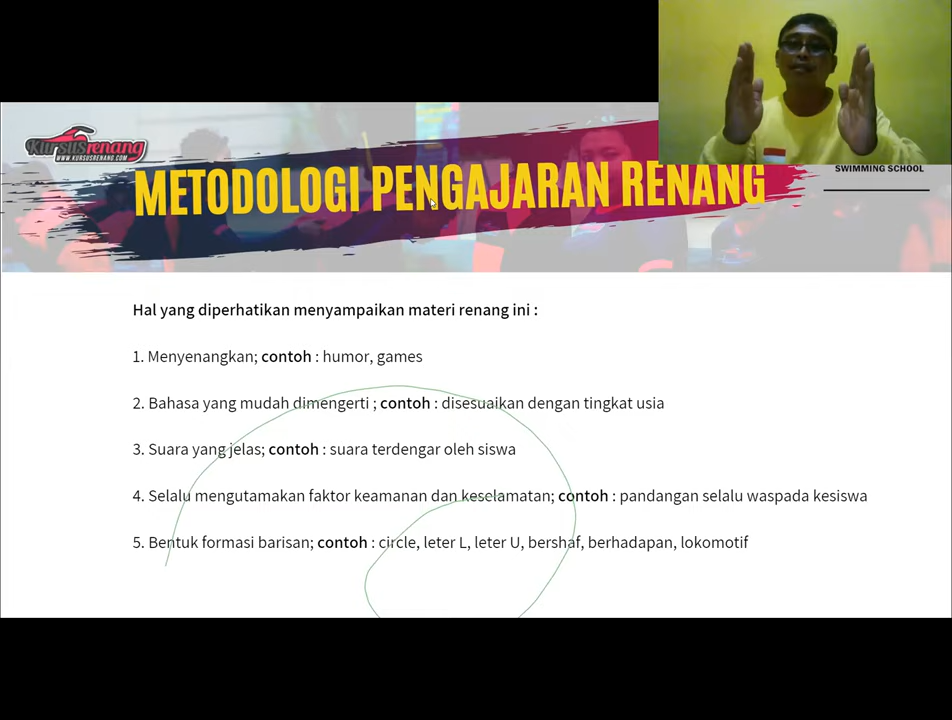 Kursusrenang
WWW.KURSUSRENANG.COM
METODOLOGI PENGAJARAN RENANG
SWIMMING SCHOOL
Hal yang diperhatikan menyampaikan materi renang ini :
1. Menyenangkan; contoh : humor, games
2. Bahasa yang mudah dimengerti ; contoh : disesuaikan dengan tingkat usia
3. Suara yang jelas; contoh : suara terdengar oleh siswa
4. Selalu mengutamakan faktor keamanan dan keselamatan; contoh : pandangan selalu waspada kesiswa
5. Bentuk formasi barisan; contoh : circle, leter L, leter U, bershaf, berhadapan, lokomotif